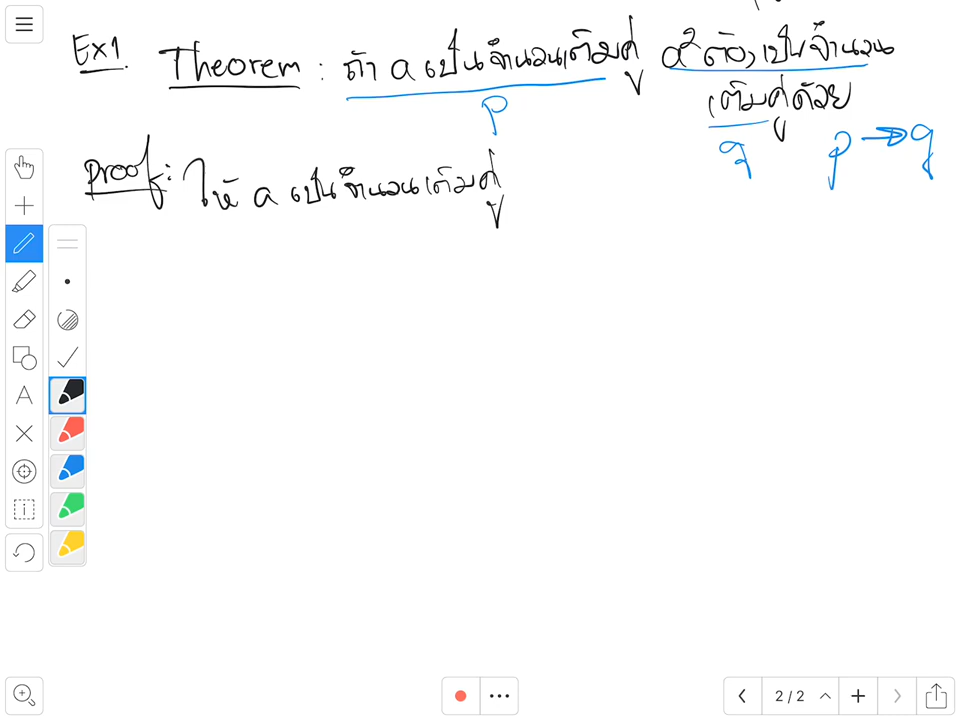 Ex1. Theorem : ถ้า a เป็นจำนวนเต็มคู่ a² ต้องเป็นจำนวน
เต็มคู่ด้วย
p
q
p → q
Proof : ให้ a เป็นจำนวนเต็มคู่
A
2 / 2